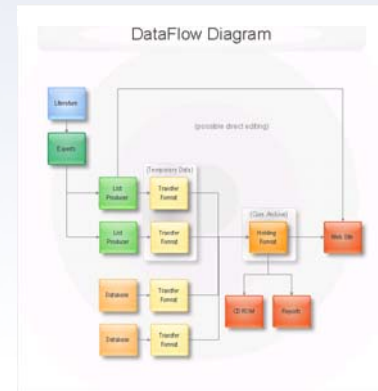 DataFlow Diagram
Literature
(possible direct editing)
Experts
(Temporary Data)
List
Producer
Transfer
Format
(Sans Archive)
List
Producer
Transfer
Format
Holding
Format
Web Site
Database
Transfer
Format
CD ROM
Reports
Database
Transfer
Format